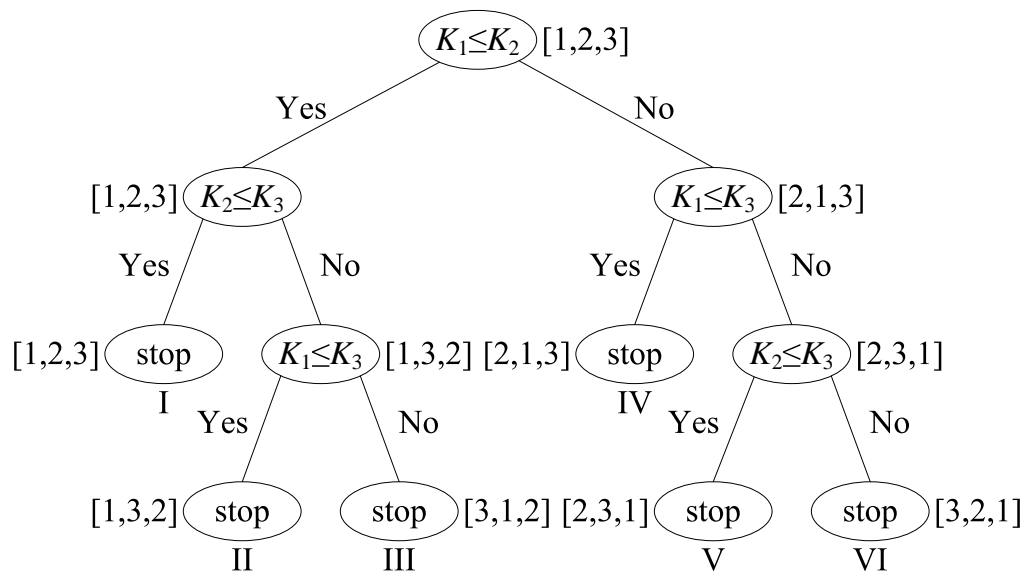 K₁≤K₂ [1,2,3]
Yes No
[1,2,3] K₂≤K₃ K₁≤K₃ [2,1,3]
Yes No Yes No
[1,2,3] stop K₁≤K₃ [1,3,2] [2,1,3] stop K₂≤K₃ [2,3,1]
I IV
Yes No Yes No
[1,3,2] stop stop [3,1,2] [2,3,1] stop stop [3,2,1]
II III V VI